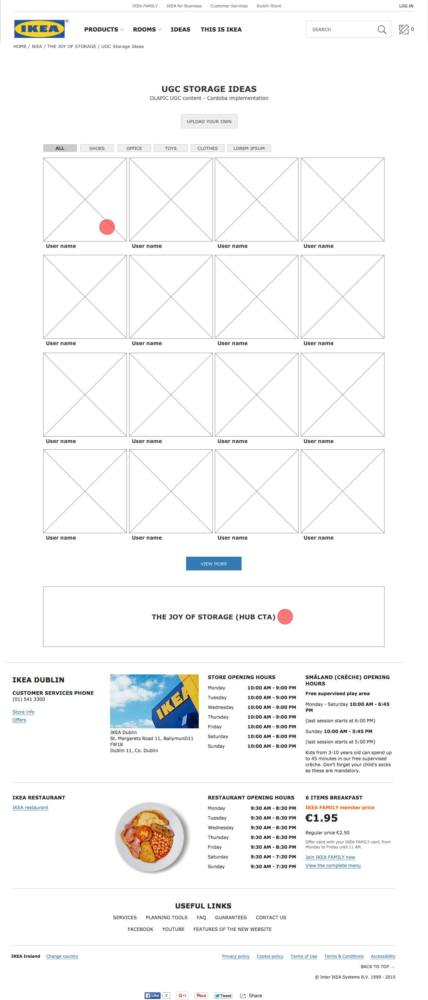 IKEA FAMILY IKEA for Business Customer Services Dublin Store LOG IN
IKEA®
PRODUCTS ROOMS IDEAS THIS IS IKEA SEARCH 0
HOME / IKEA / THE JOY OF STORAGE / UGC Storage Ideas
UGC STORAGE IDEAS
OLAPIC UGC content - Cordoba implementation
UPLOAD YOUR OWN
ALL SHOES OFFICE TOYS CLOTHES LOREM IPSUM
User name User name User name User name
User name User name User name User name
User name User name User name User name
User name User name User name User name
VIEW MORE
THE JOY OF STORAGE (HUB CTA)
IKEA DUBLIN
CUSTOMER SERVICES PHONE
(01) 541 3300
Store info
Offers
IKEA
IKEA Dublin
St. Margarets Road 11, BallymunD11
FW18
Dublin 11, Co. Dublin
STORE OPENING HOURS
Monday 10:00 AM - 9:00 PM
Tuesday 10:00 AM - 9:00 PM
Wednesday 10:00 AM - 9:00 PM
Thursday 10:00 AM - 9:00 PM
Friday 10:00 AM - 9:00 PM
Saturday 10:00 AM - 8:00 PM
Sunday 10:00 AM - 8:00 PM
SMÅLAND (CRÈCHE) OPENING
HOURS
Free supervised play area
Monday - Saturday 10:00 AM - 6:45
PM
(last session starts at 6:00 PM)
Sunday 10:00 AM - 5:45 PM
(last session starts at 5:00 PM)
Kids from 3-10 years old can spend up
to 45 minutes in our free supervised
crèche. Don't forget your child's socks
as these are mandatory.
IKEA RESTAURANT
IKEA restaurant
RESTAURANT OPENING HOURS
Monday 9:30 AM - 8:30 PM
Tuesday 9:30 AM - 8:30 PM
Wednesday 9:30 AM - 8:30 PM
Thursday 9:30 AM - 8:30 PM
Friday 9:30 AM - 8:30 PM
Saturday 9:30 AM - 7:30 PM
Sunday 9:30 AM - 7:30 PM
6 ITEMS BREAKFAST
IKEA FAMILY member price
€1.95
Regular price €2.50
Offer valid with your IKEA FAMILY card, from
Monday to Friday until 11 AM.
Join IKEA FAMILY now
View the complete menu
USEFUL LINKS
SERVICES PLANNING TOOLS FAQ GUARANTEES CONTACT US
FACEBOOK YOUTUBE FEATURES OF THE NEW WEBSITE
IKEA Ireland Change country Privacy policy Cookie policy Terms of Use Terms & Conditions Accessibility
BACK TO TOP
© Inter IKEA Systems B.V. 1999 - 2015
Like 0 G+1 Pin it Tweet Share